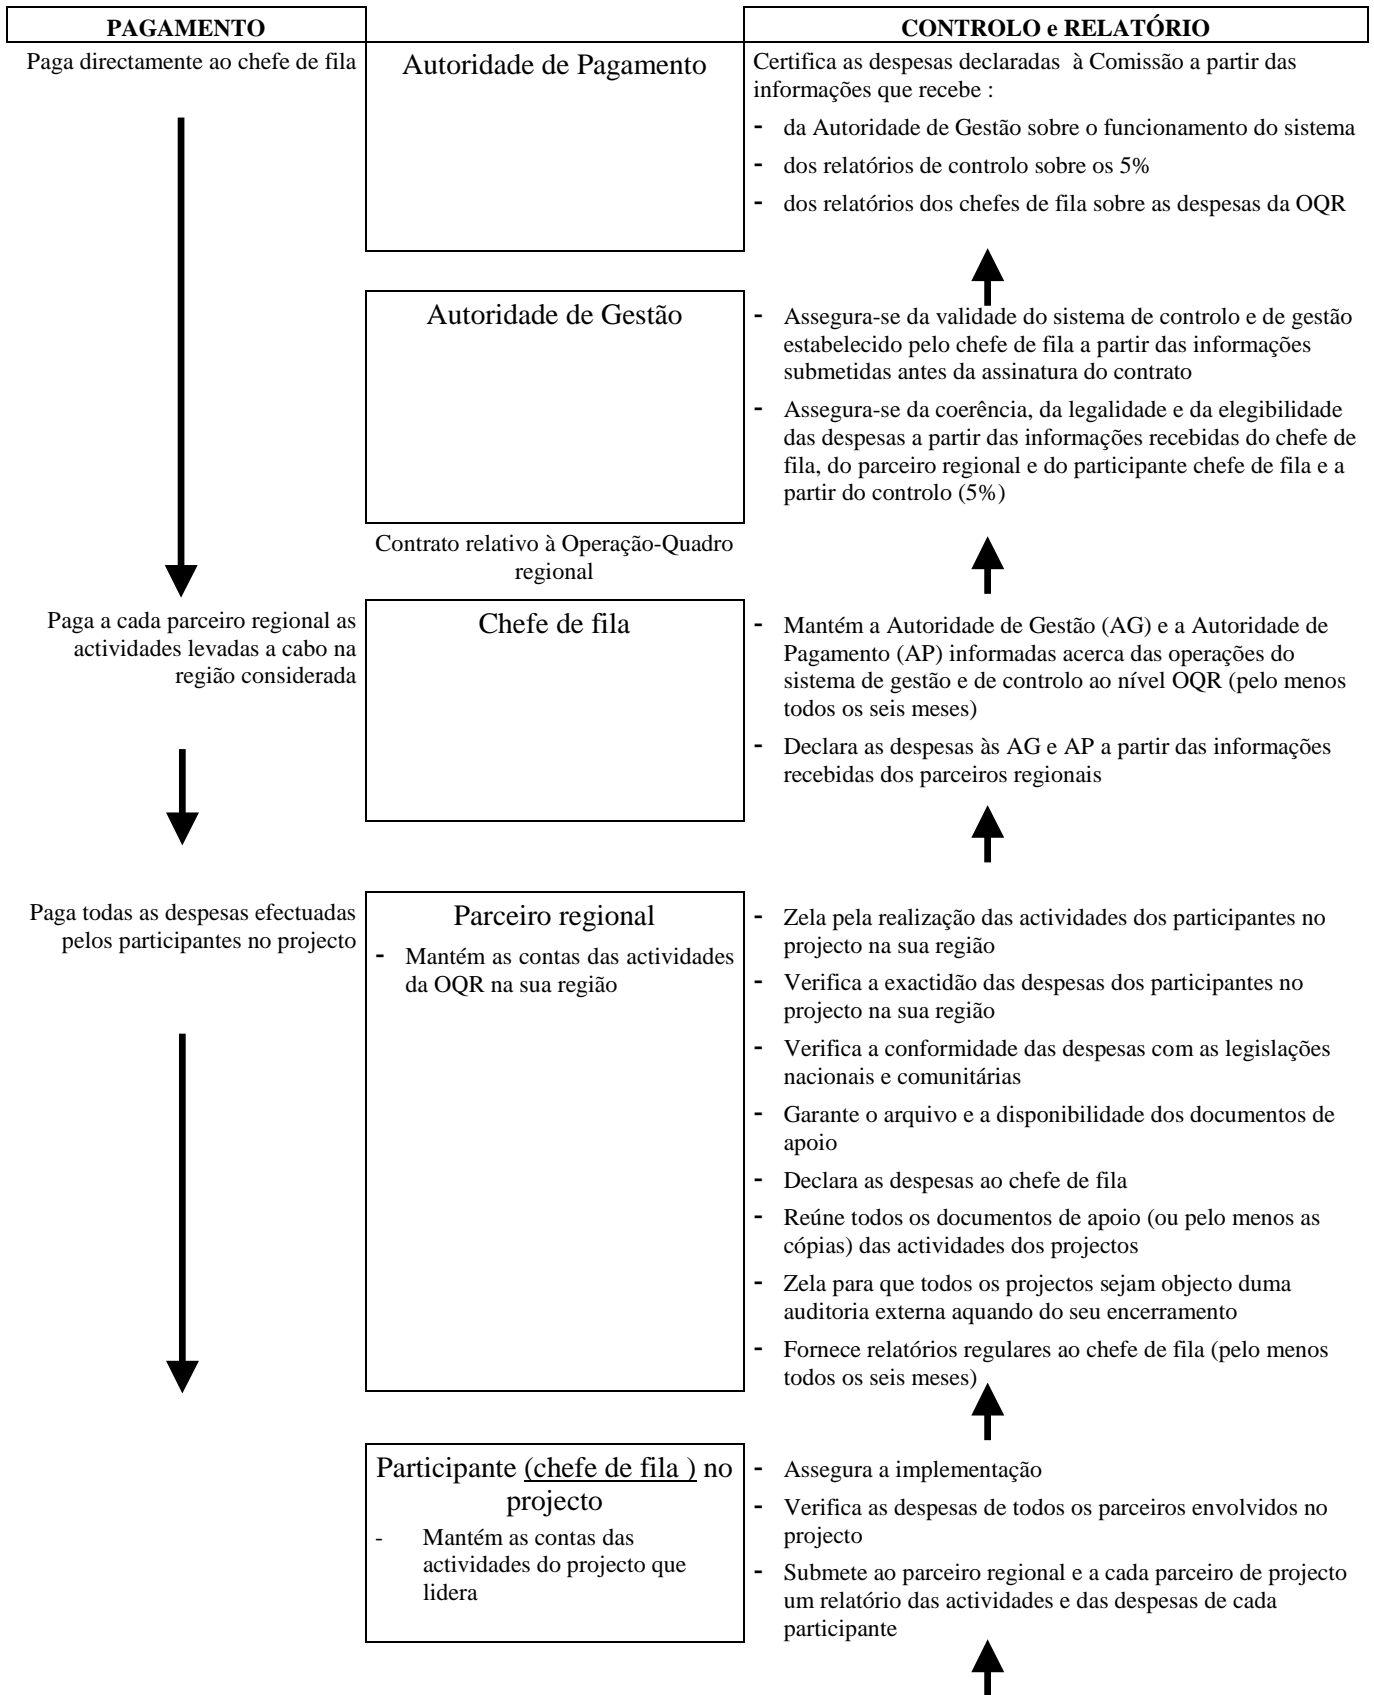 PAGAMENTO
CONTROLO e RELATÓRIO
Paga directamente ao chefe de fila
Autoridade de Pagamento
Certifica as despesas declaradas à Comissão a partir das
informações que recebe :
- da Autoridade de Gestão sobre o funcionamento do sistema
- dos relatórios de controlo sobre os 5%
- dos relatórios dos chefes de fila sobre as despesas da OQR
Autoridade de Gestão
- Assegura-se da validade do sistema de controlo e de gestão
estabelecido pelo chefe de fila a partir das informações
submetidas antes da assinatura do contrato
- Assegura-se da coerência, da legalidade e da elegibilidade
das despesas a partir das informações recebidas do chefe de
fila, do parceiro regional e do participante chefe de fila e a
partir do controlo (5%)
Contrato relativo à Operação-Quadro
regional
Paga a cada parceiro regional as
actividades levadas a cabo na
região considerada
Chefe de fila
- Mantém a Autoridade de Gestão (AG) e a Autoridade de
Pagamento (AP) informadas acerca das operações do
sistema de gestão e de controlo ao nível OQR (pelo menos
todos os seis meses)
- Declara as despesas às AG e AP a partir das informações
recebidas dos parceiros regionais
Paga todas as despesas efectuadas
pelos participantes no projecto
Parceiro regional
- Mantém as contas das actividades
da OQR na sua região
- Zela pela realização das actividades dos participantes no
projecto na sua região
- Verifica a exactidão das despesas dos participantes no
projecto na sua região
- Verifica a conformidade das despesas com as legislações
nacionais e comunitárias
- Garante o arquivo e a disponibilidade dos documentos de
apoio
- Declara as despesas ao chefe de fila
- Reúne todos os documentos de apoio (ou pelo menos as
cópias) das actividades dos projectos
- Zela para que todos os projectos sejam objecto duma
auditoria externa aquando do seu encerramento
- Fornece relatórios regulares ao chefe de fila (pelo menos
todos os seis meses)
Participante (chefe de fila ) no
projecto
- Mantém as contas das
actividades do projecto que
lidera
- Assegura a implementação
- Verifica as despesas de todos os parceiros envolvidos no
projecto
- Submete ao parceiro regional e a cada parceiro de projecto
um relatório das actividades e das despesas de cada
participante